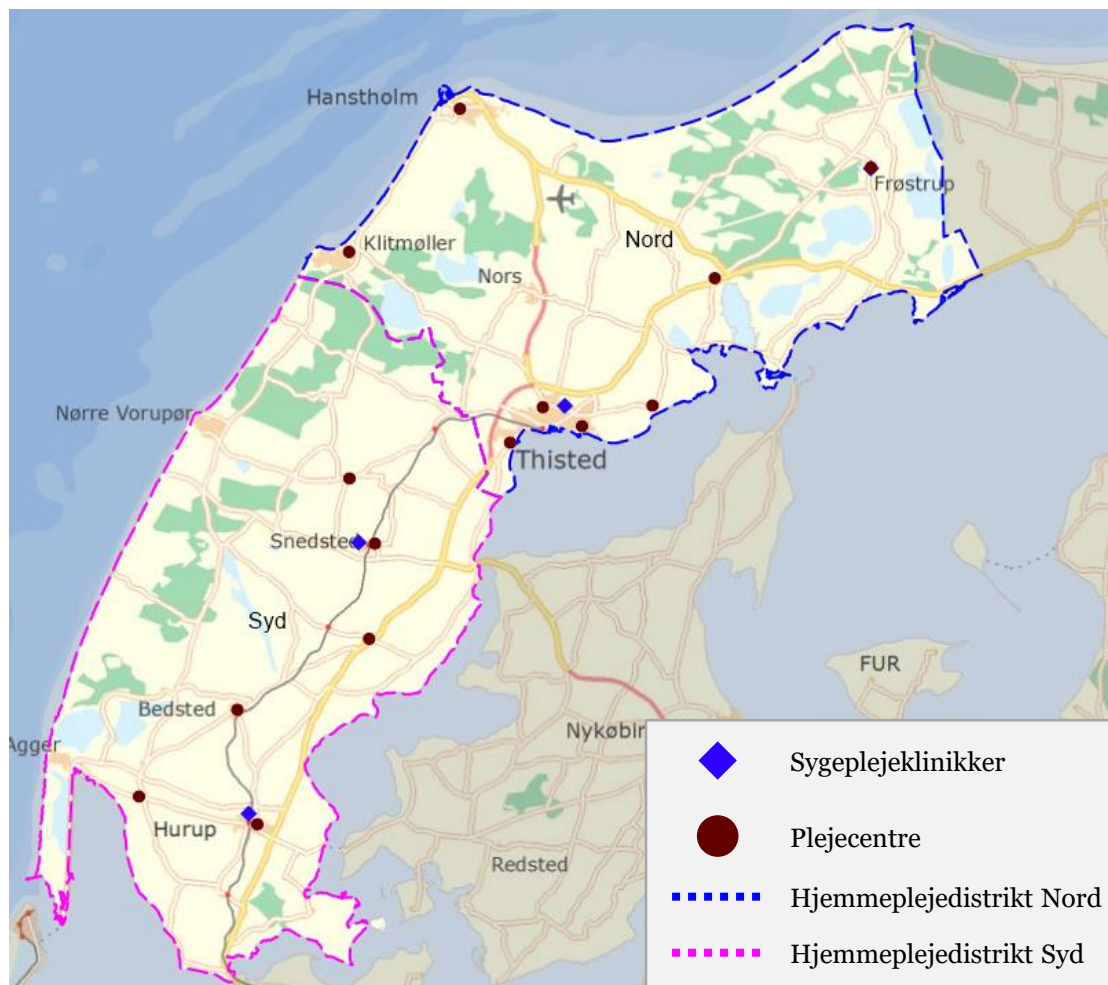 Hanstholm
Frøstrup
Klitmøller
Nord
Nors
Nørre Vorupør
Thisted
Snedsted
Syd
FUR
Bedsted
Nykøbin
Agger
Sygeplejeklinikker
Hurup
Plejecentre
Redsted
Hjemmeplejedistrikt Nord
Hjemmeplejedistrikt Syd